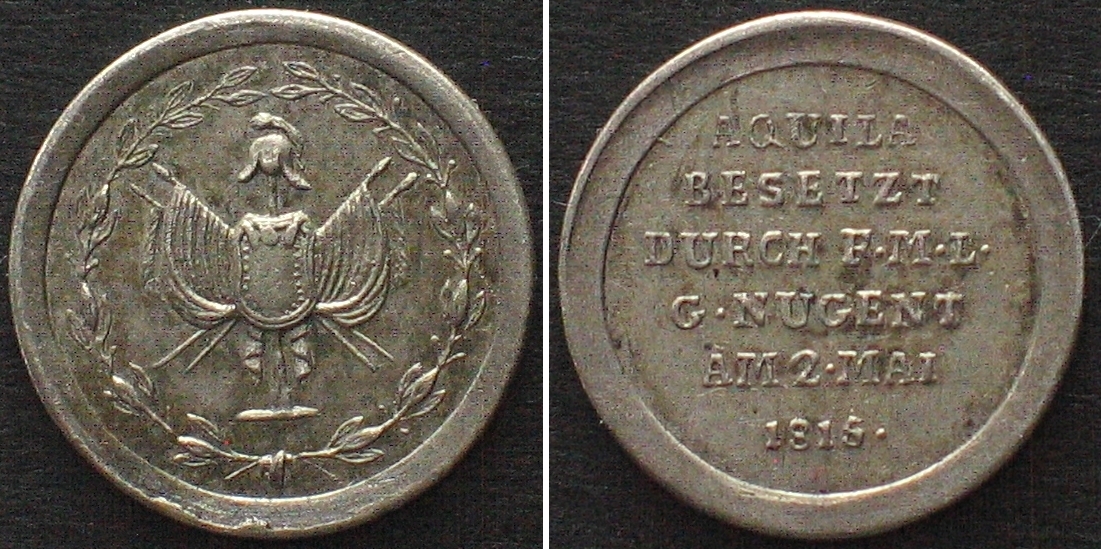 AQUILA
BESETZT
DURCH F·M·L·
G·NUGENT
AM 2·MAI
1815·